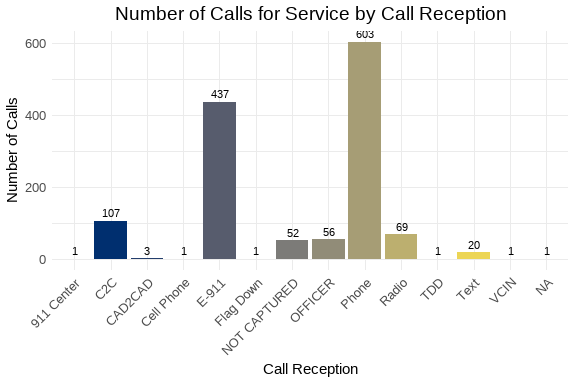 Number of Calls for Service by Call Reception
Number of Calls
600
400
200
0
1
107
3
1
437
1
52
56
603
69
1
20
1
1
911 Center
C2C
CAD2CAD
Cell Phone
E-911
Flag Down
NOT CAPTURED
OFFICER
Phone
Radio
TDD
Text
VCIN
NA
Call Reception